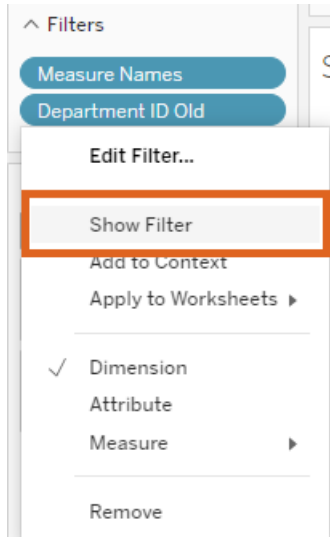 Filters
Measure Names
Department ID Old
Edit Filter...
Show Filter
Add to Context
Apply to Worksheets
Dimension
Attribute
Measure
Remove